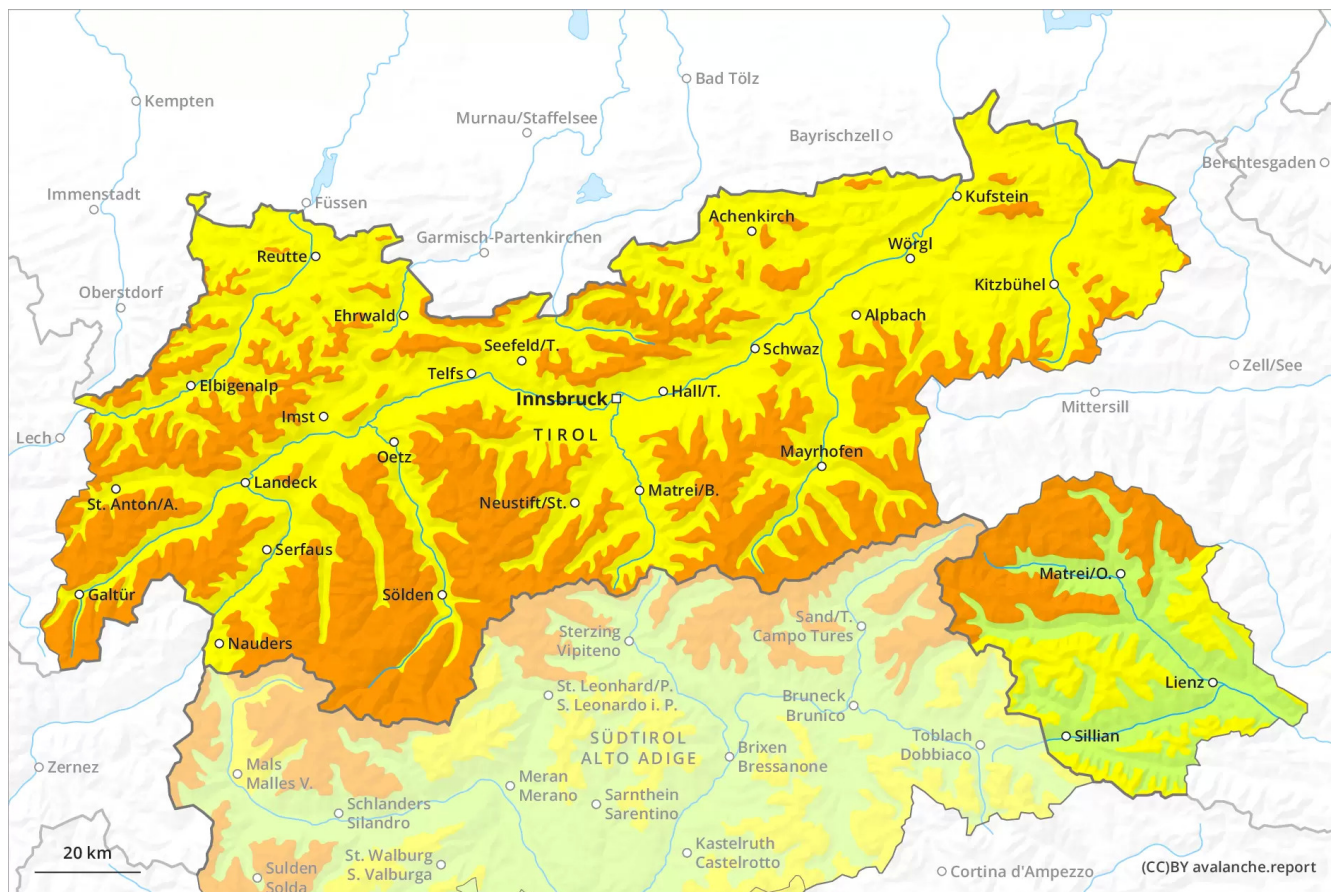 Bad Tölz
Kempten
Murnau/Staffelsee
Bayrischzell
Berchtesgaden
Immenstadt
Füssen
Kufstein
Achenkirch
Garmisch-Partenkirchen
Wörgl
Reutte
Kitzbühel
Oberstdorf
Ehrwald
Alpbach
Seefeld/T.
Schwaz
Zell/See
Telfs
Elbigenalp
Hall/T.
Innsbruck
Mittersill
Imst
Lech
TIROL
Oetz
Mayrhofen
Landeck
Matrei/B.
St. Anton/A.
Neustift/St.
Serfaus
Matrei/O.
Galtür
Sölden
Sand/T.
Campo Tures
Sterzing
Vipiteno
Nauders
Lienz
St. Leonhard/P.
S. Leonardo i. P.
Bruneck
Brunico
Sillian
SÜDTIROL
ALTO ADIGE
Toblach
Dobbiaco
Brixen
Bressanone
Zernez
Mals
Malles V.
Meran
Merano
Sarnthein
Sarentino
Schlanders
Silandro
Kastelruth
Castelrotto
20 km
St. Walburg
S. Valburga
Sulden
Solda
Cortina d'Ampezzo
(CC)BY avalanche.report